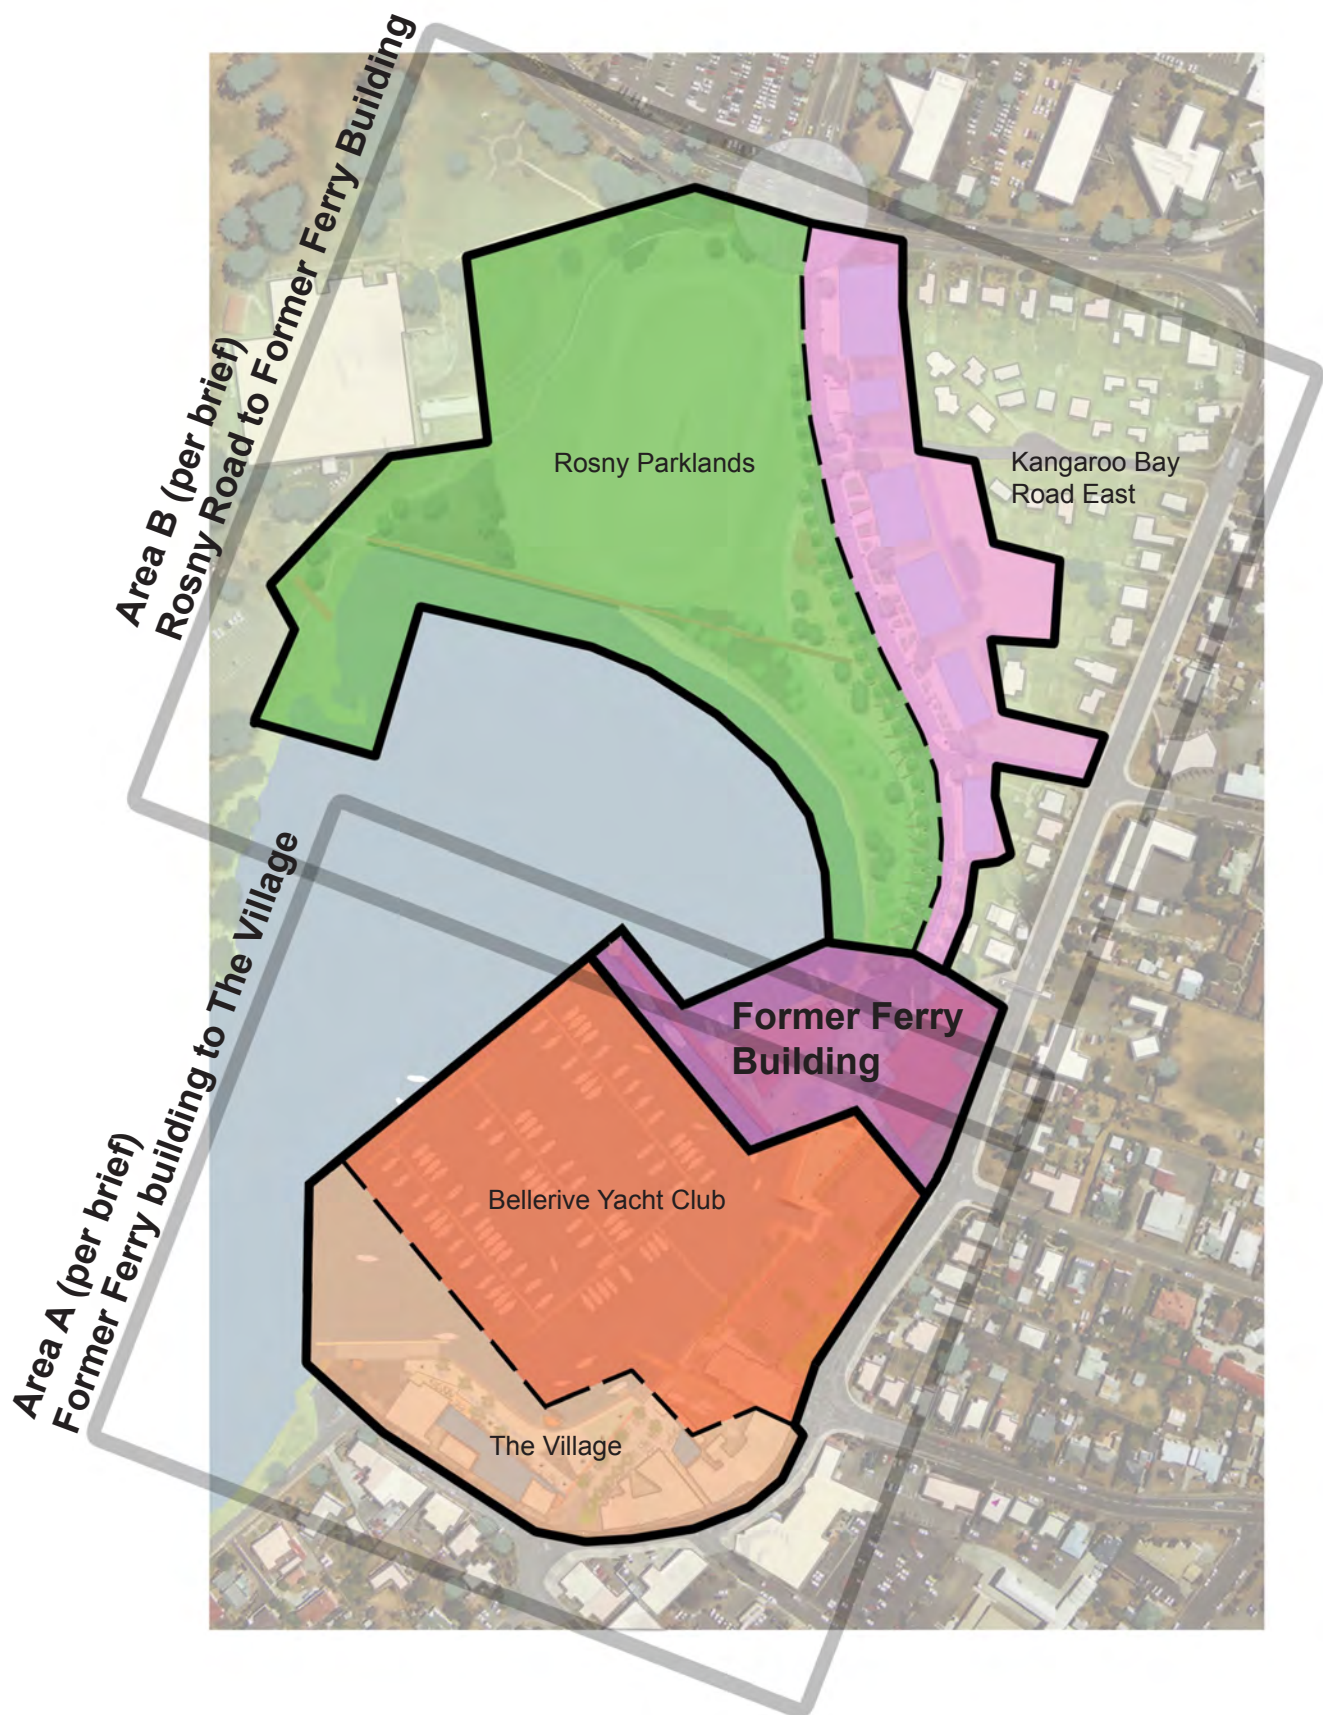 Area B (per brief)
Rosny Road to Former Ferry Building
Rosny Parklands
Kangaroo Bay
Road East
Area A (per brief)
Former Ferry building to The Village
Former Ferry
Building
Bellerive Yacht Club
The Village